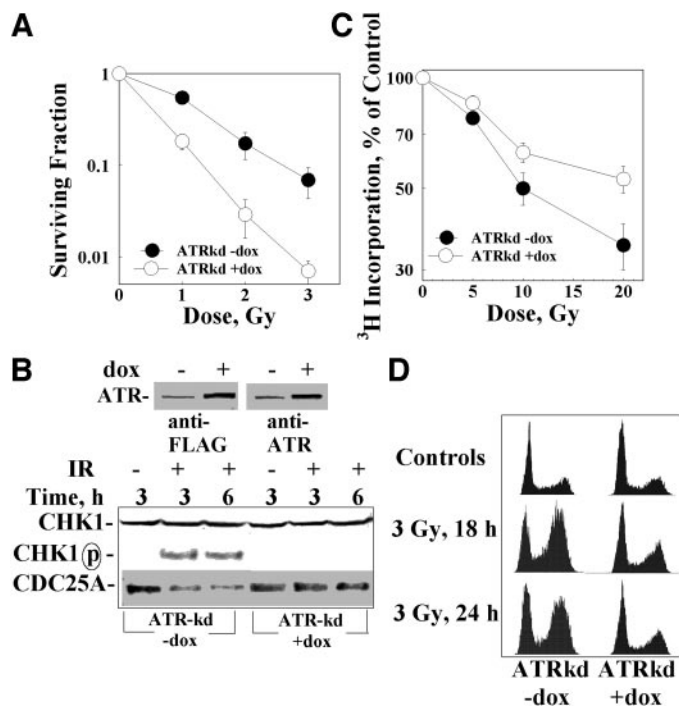 A
Surviving Fraction
1
0.1
0.01
ATRkd -dox
ATRkd +dox
0 1 2 3
Dose, Gy
C
³H Incorporation, % of Control
100
70
50
30
ATRkd -dox
ATRkd +dox
0 5 10 15 20
Dose, Gy
B
dox - +  - +
ATR-
anti-FLAG
anti-ATR
IR - + + - + +
Time, h 3 3 6 3 3 6
CHK1-
CHK1 p -
CDC25A-
ATR-kd -dox
ATR-kd +dox
D
Controls
3 Gy, 18 h
3 Gy, 24 h
ATRkd -dox
ATRkd +dox